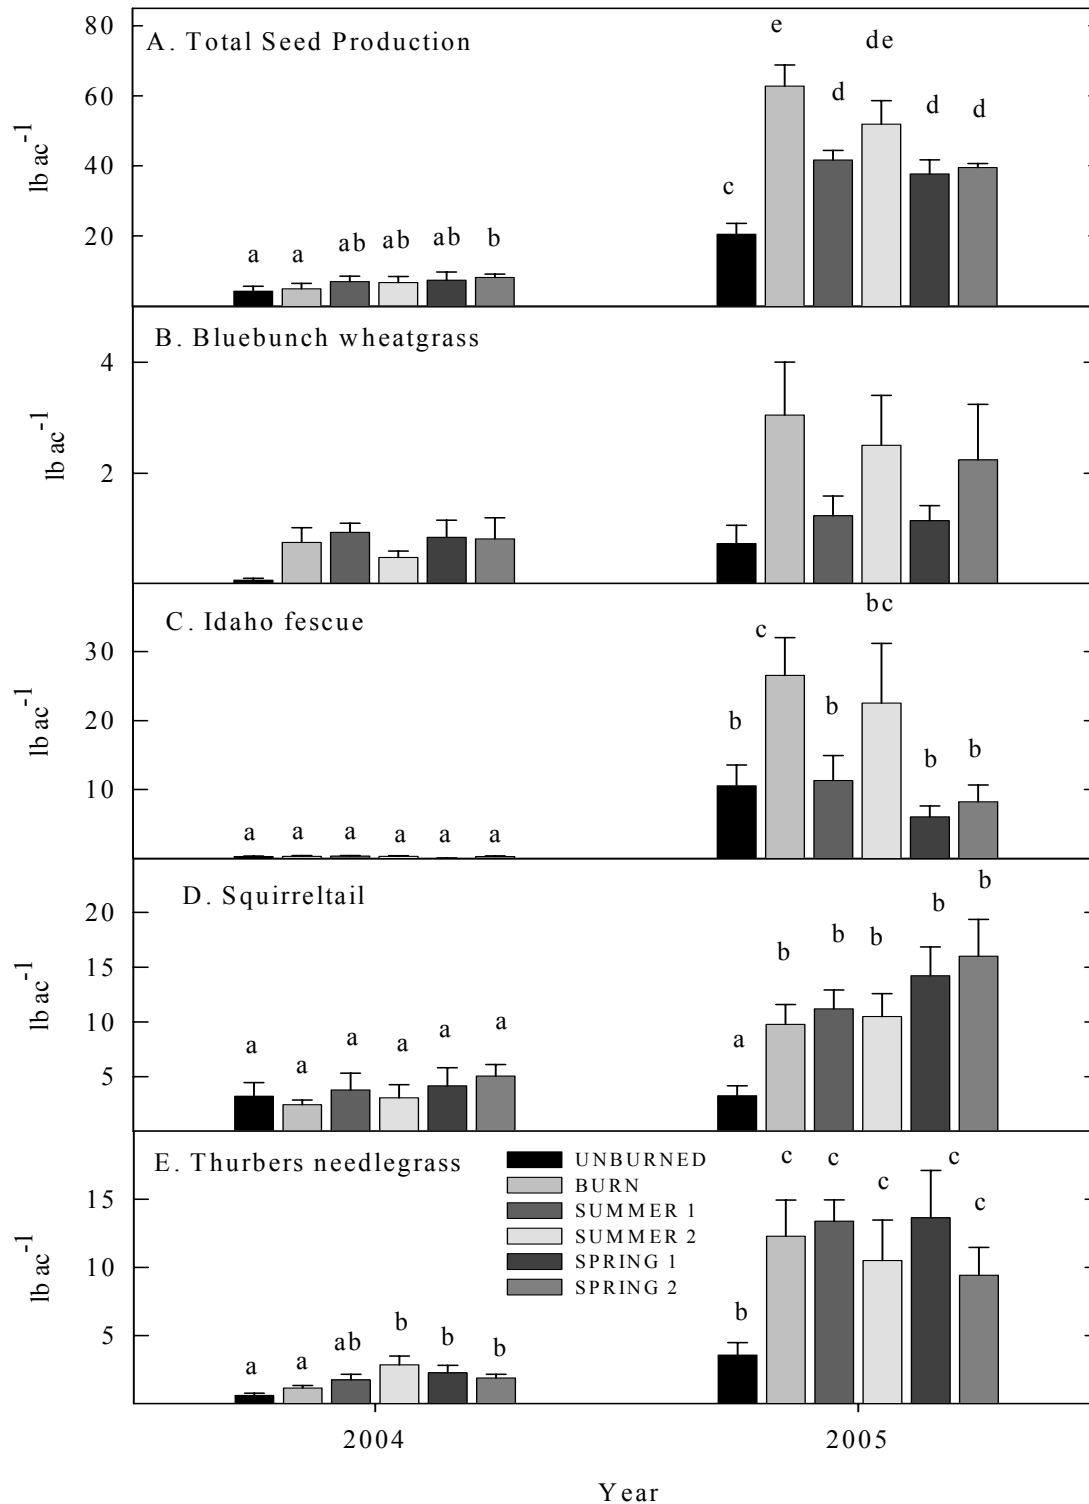 A. Total Seed Production
80
60
40
20
lb ac-1
a a ab ab ab b
c e d de d d
B. Bluebunch wheatgrass
4
2
lb ac-1
C. Idaho fescue
30
20
10
lb ac-1
a a a a a a
b c b bc b b
D. Squirreltail
20
15
10
5
lb ac-1
a a a a a a
a b b b b b
E. Thurbers needlegrass
15
10
5
lb ac-1
a a ab b b b
b c c c c c
UNBURNED
BURN
SUMMER 1
SUMMER 2
SPRING 1
SPRING 2
2004 2005
Year